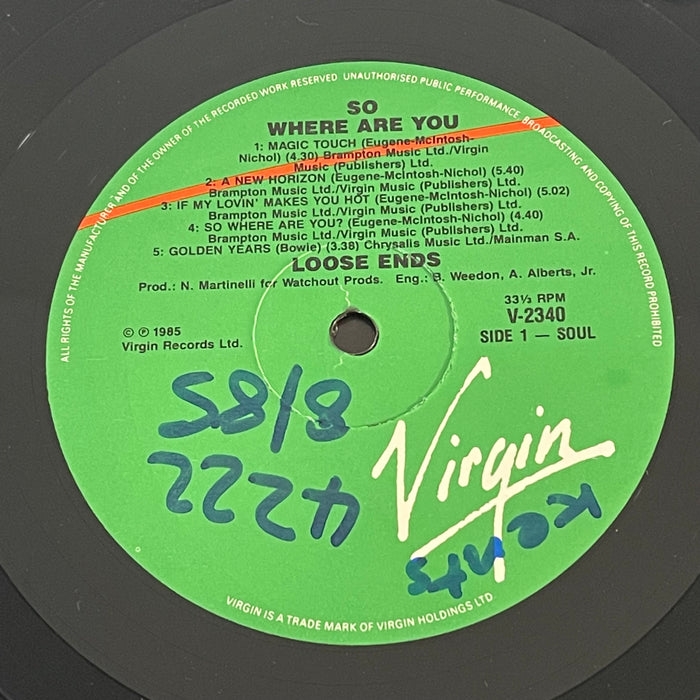 ALL RIGHTS OF THE MANUFACTURER AND OF THE OWNER OF THE RECORDED WORK RESERVED UNAUTHORISED PUBLIC PERFORMANCE, BROADCASTING AND COPYING OF THIS RECORD PROHIBITED
SO
WHERE ARE YOU
1: MAGIC TOUCH (Eugene-McIntosh-
Nichol) (4.30) Brampton Music Ltd./Virgin
Music (Publishers) Ltd.
2: A NEW HORIZON (Eugene-McIntosh-Nichol) (5.40)
Brampton Music Ltd./Virgin Music (Publishers) Ltd.
3: IF MY LOVIN' MAKES YOU HOT (Eugene-McIntosh-Nichol) (5.02)
Brampton Music Ltd./Virgin Music (Publishers) Ltd.
4: SO WHERE ARE YOU? (Eugene-McIntosh-Nichol) (4.40)
Brampton Music Ltd./Virgin Music (Publishers) Ltd.
5: GOLDEN YEARS (Bowie) (3.38) Chrysalis Music Ltd./Mainman S.A.
LOOSE ENDS
Prod.: N. Martinelli for Watchout Prods. Eng.: B. Weedon, A. Alberts, Jr.
© ℗ 1985
Virgin Records Ltd.
33⅓ RPM
V-2340
SIDE 1 — SOUL
Virgin
Kents
4222
8/85
VIRGIN IS A TRADE MARK OF VIRGIN HOLDINGS LTD